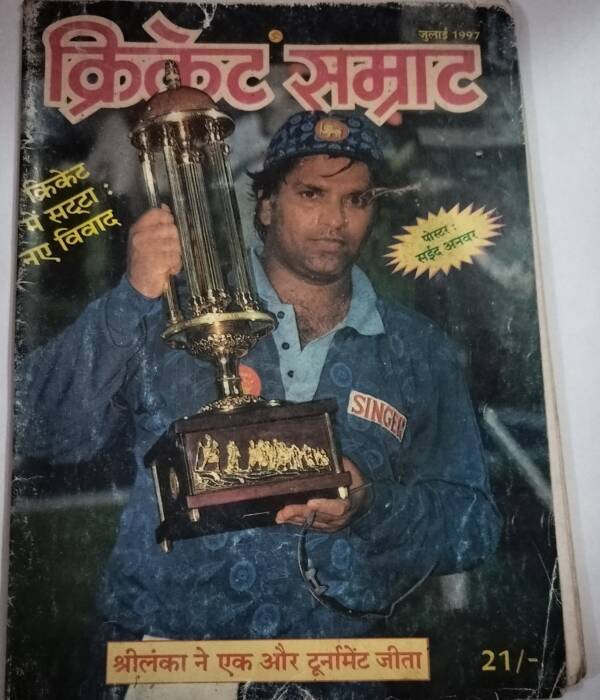 जुलाई 1997
क्रिकेट सम्राट
क्रिकेट
में सट्टा :
नए विवाद
पोस्टर :
सईद अनवर
SINGER
श्रीलंका ने एक और टूर्नामेंट जीता
21/-